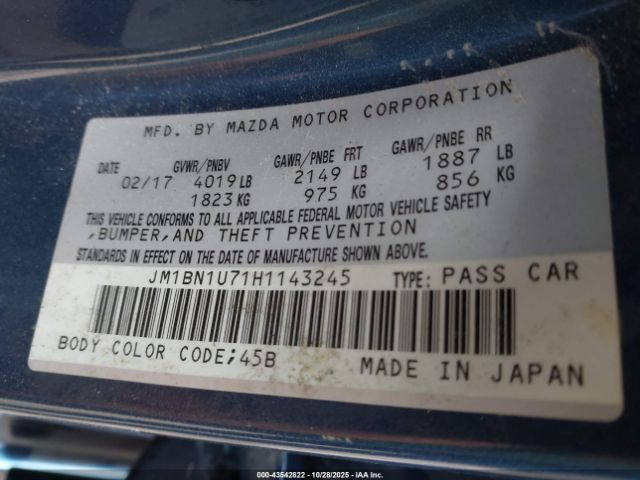 MFD. BY MAZDA MOTOR CORPORATION
DATE GVWR/PNBV GAWR/PNBE FRT GAWR/PNBE RR
02/17 4019 LB 2149 LB 1887 LB
1823 KG 975 KG 856 KG
THIS VEHICLE CONFORMS TO ALL APPLICABLE FEDERAL MOTOR VEHICLE SAFETY
,BUMPER,AND THEFT PREVENTION
STANDARDS IN EFFECT ON THE DATE OF MANUFACTURE SHOWN ABOVE.
JM1BN1U71H1143245 TYPE: PASS CAR
BODY COLOR CODE;45B MADE IN JAPAN
000-43542822 - 10/28/2025 - IAAI.com